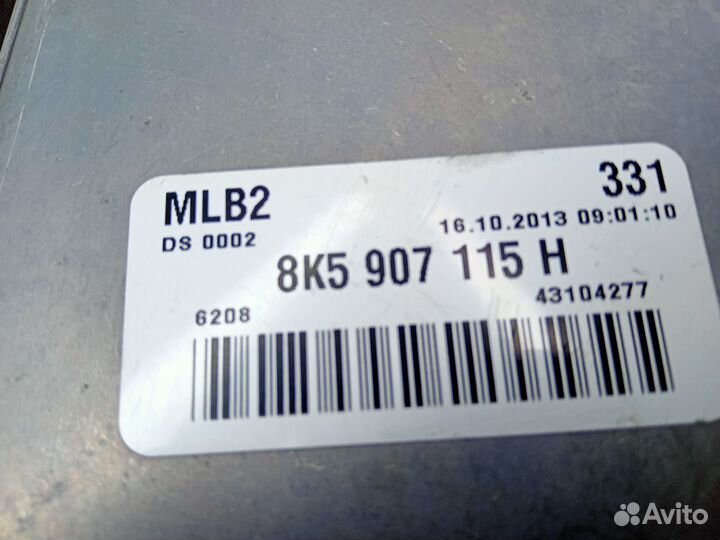 MLB2
331
DS 0002
16.10.2013 09:01:10
8K5 907 115 H
6208
43104277
Avito